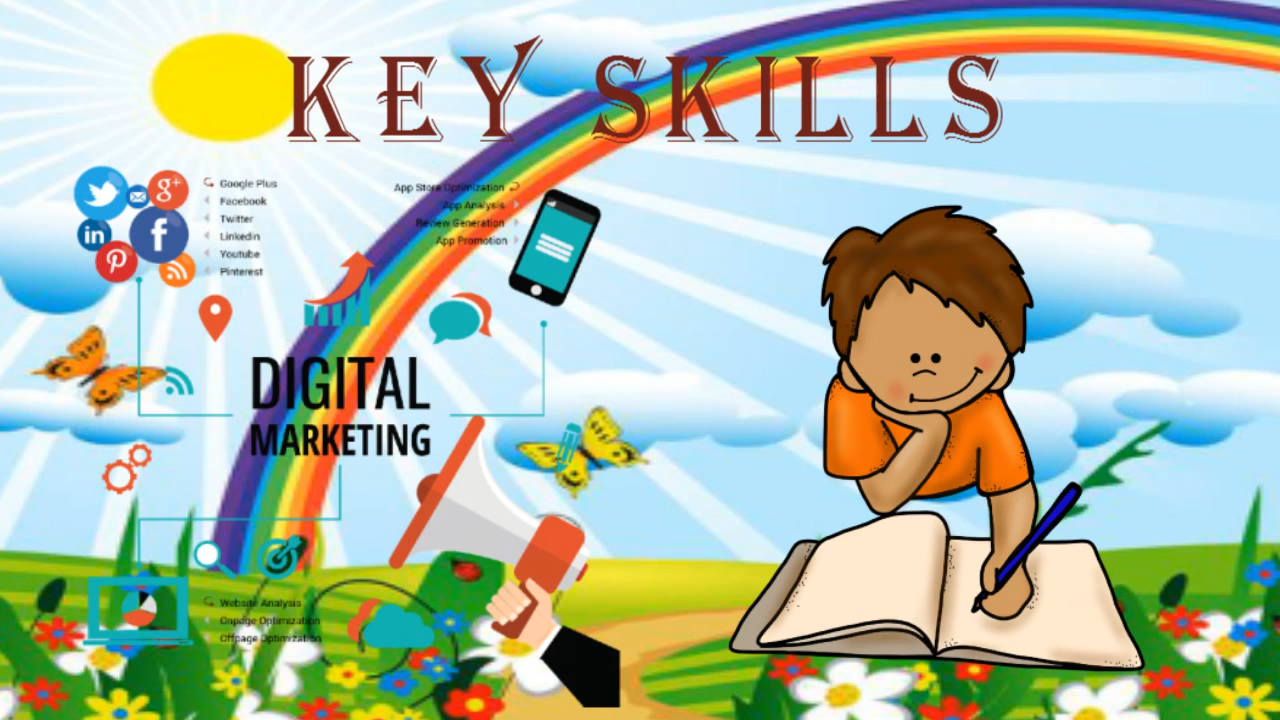 KEY SKILLS
Google Plus
Facebook
Twitter
Linkedin
Youtube
Pinterest
App Store Optimization
App Analysis
Review Generation
App Promotion
g+
in
f
DIGITAL
MARKETING
Website Analysis
Onpage Optimization
Offpage Optimization